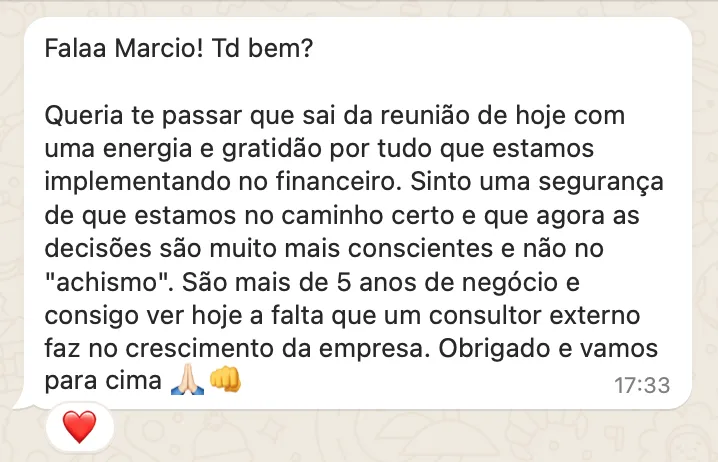 Falaa Marcio! Td bem?
Queria te passar que sai da reunião de hoje com
uma energia e gratidão por tudo que estamos
implementando no financeiro. Sinto uma segurança
de que estamos no caminho certo e que agora as
decisões são muito mais conscientes e não no
"achismo". São mais de 5 anos de negócio e
consigo ver hoje a falta que um consultor externo
faz no crescimento da empresa. Obrigado e vamos
para cima 🙏🏻👊
17:33
❤️